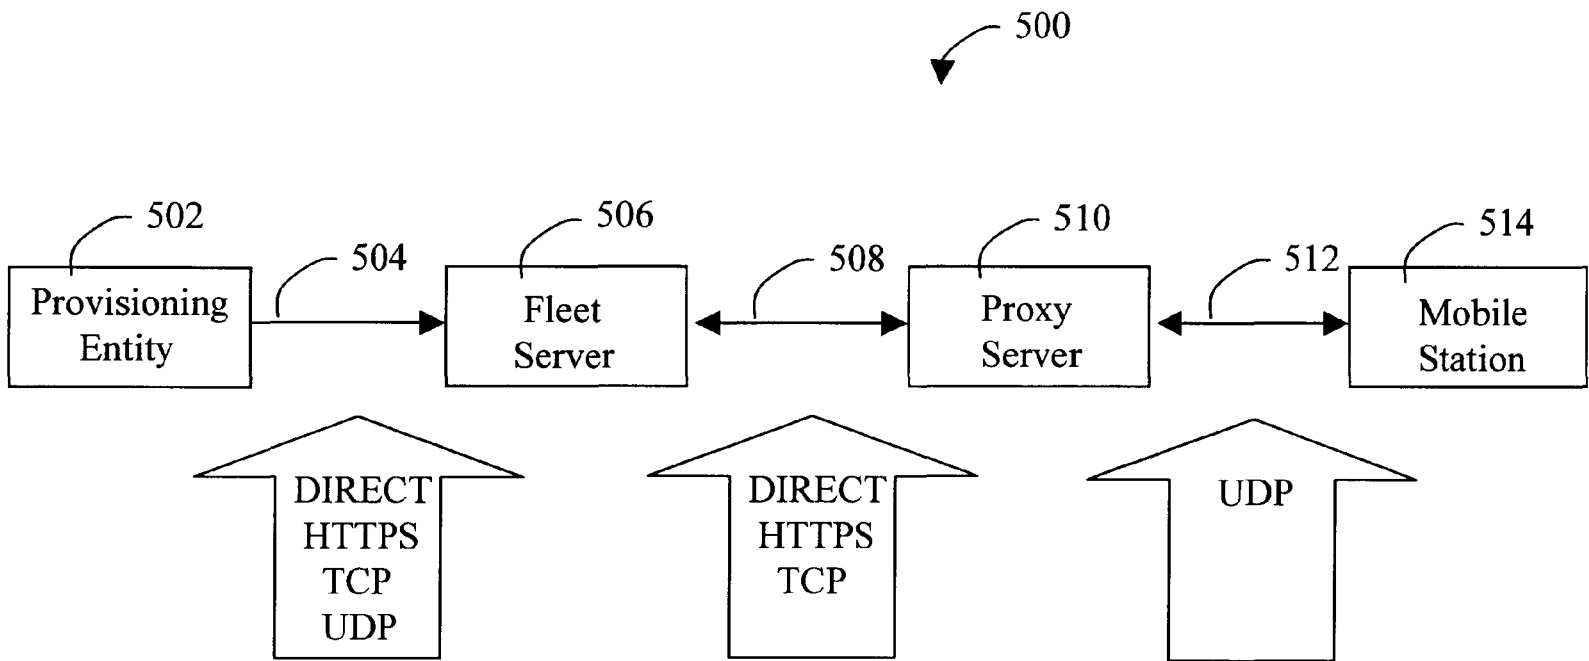 500
502
504
506
508
510
512
514
Provisioning
Entity
Fleet
Server
Proxy
Server
Mobile
Station
DIRECT
HTTPS
TCP
UDP
DIRECT
HTTPS
TCP
UDP